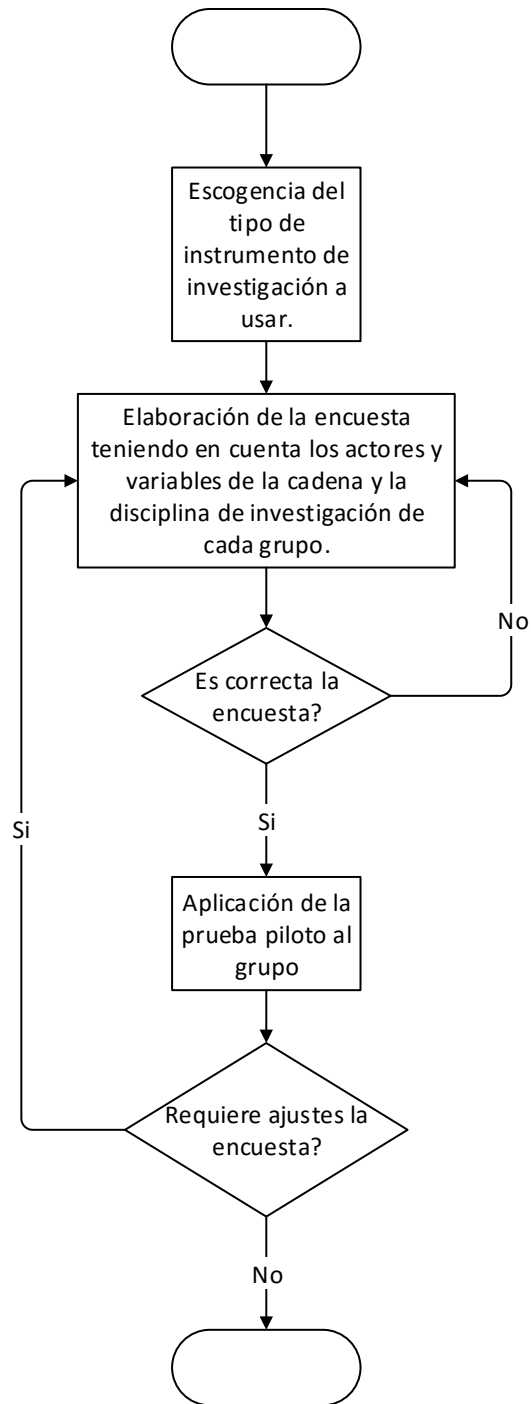 Escogencia del
tipo de
instrumento de
investigación a
usar.
Elaboración de la encuesta
teniendo en cuenta los actores y
variables de la cadena y la
disciplina de investigación de
cada grupo.
No
Es correcta la
encuesta?
Si
Si
Aplicación de la
prueba piloto al
grupo
Requiere ajustes la
encuesta?
No